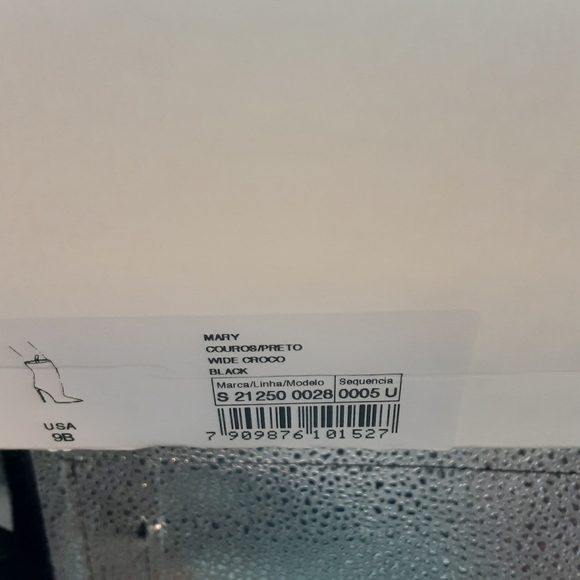 MARY
COUROS/PRETO
WIDE CROCO
BLACK
Marca/Linha/Modelo Sequencia
S 21250 0028 0005 U
7 909876 101527
USA
9B